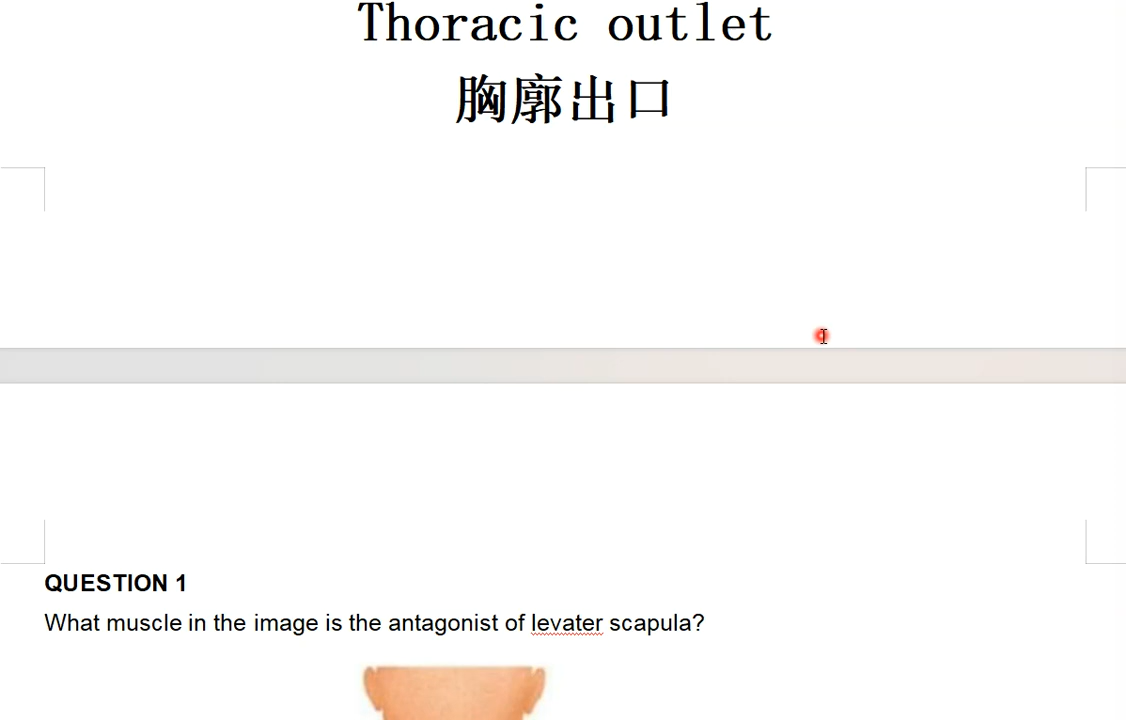 Thoracic outlet
胸廓出口
QUESTION 1
What muscle in the image is the antagonist of levater scapula?